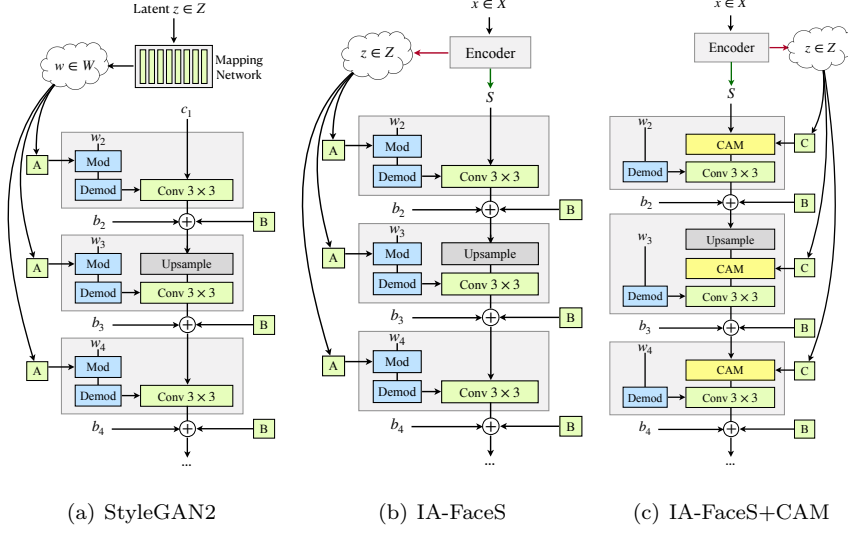 Latent z ∈ Z
Mapping
Network
w ∈ W
c₁
w₂
A
Mod
Demod
Conv 3 × 3
b₂
+
B
w₃
A
Mod
Upsample
Demod
Conv 3 × 3
b₃
+
B
w₄
A
Mod
Demod
Conv 3 × 3
b₄
+
B
...
(a) StyleGAN2
x ∈ X
Encoder
z ∈ Z
S
w₂
A
Mod
Demod
Conv 3 × 3
b₂
+
B
w₃
A
Mod
Upsample
Demod
Conv 3 × 3
b₃
+
B
w₄
A
Mod
Demod
Conv 3 × 3
b₄
+
B
...
(b) IA-FaceS
x ∈ X
Encoder
z ∈ Z
S
w₂
CAM
C
Demod
Conv 3 × 3
b₂
+
B
Upsample
w₃
CAM
C
Demod
Conv 3 × 3
b₃
+
B
w₄
CAM
C
Demod
Conv 3 × 3
b₄
+
B
...
(c) IA-FaceS+CAM